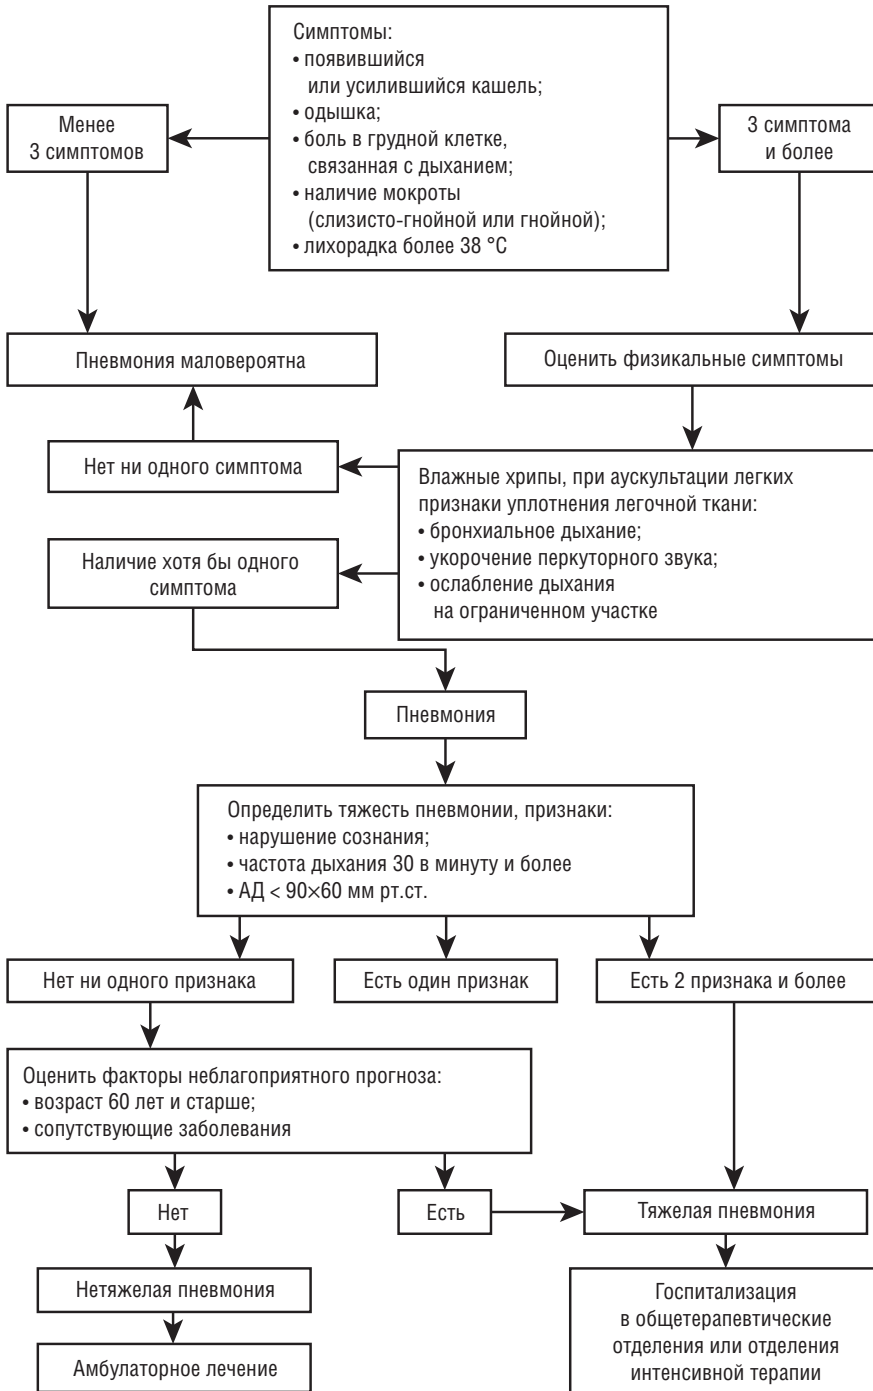 Симптомы:
• появившийся
или усилившийся кашель;
• одышка;
• боль в грудной клетке,
связанная с дыханием;
• наличие мокроты
(слизисто-гнойной или гнойной);
• лихорадка более 38 °C
Менее
3 симптомов
3 симптома
и более
Пневмония маловероятна
Оценить физикальные симптомы
Нет ни одного симптома
Влажные хрипы, при аускультации легких
признаки уплотнения легочной ткани:
• бронхиальное дыхание;
• укорочение перкуторного звука;
• ослабление дыхания
на ограниченном участке
Наличие хотя бы одного
симптома
Пневмония
Определить тяжесть пневмонии, признаки:
• нарушение сознания;
• частота дыхания 30 в минуту и более
• АД < 90×60 мм рт.ст.
Нет ни одного признака
Есть один признак
Есть 2 признака и более
Оценить факторы неблагоприятного прогноза:
• возраст 60 лет и старше;
• сопутствующие заболевания
Нет
Есть
Тяжелая пневмония
Нетяжелая пневмония
Амбулаторное лечение
Госпитализация
в общетерапевтические
отделения или отделения
интенсивной терапии